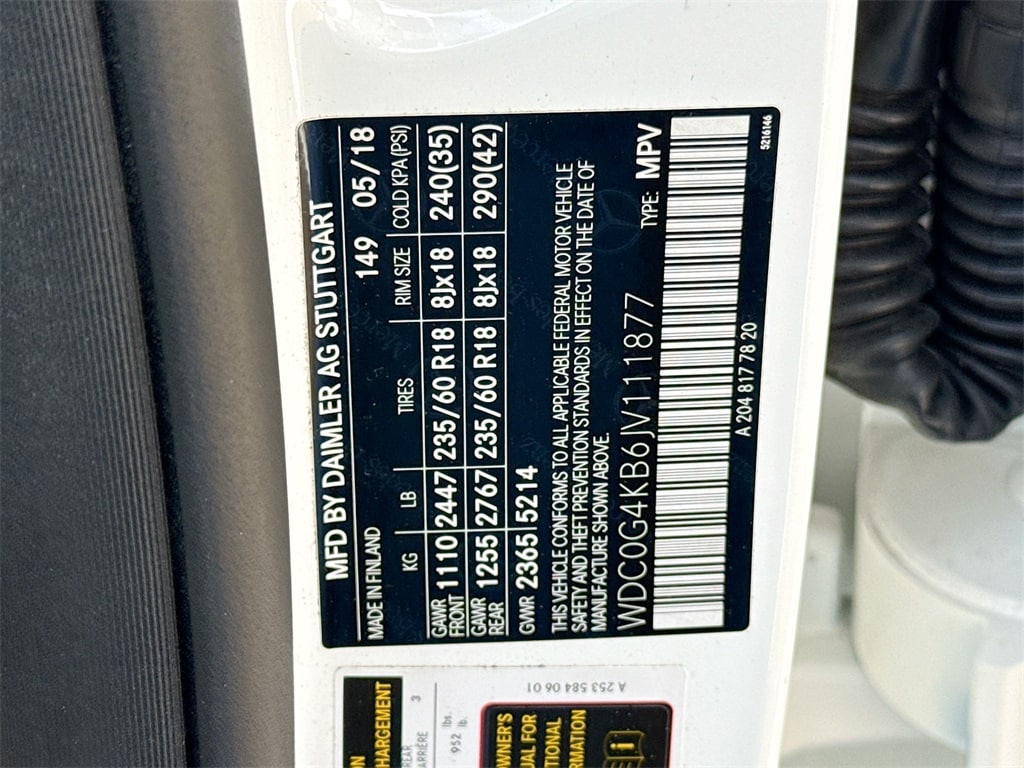 MFD BY DAIMLER AG STUTTGART
MADE IN FINLAND 149 05/18
KG LB TIRES RIM SIZE COLD KPA(PSI)
GAWR FRONT 1110 2447 235/60 R18 8Jx18 240(35)
GAWR REAR 1255 2767 235/60 R18 8Jx18 290(42)
GVWR 2365 5214
THIS VEHICLE CONFORMS TO ALL APPLICABLE FEDERAL MOTOR VEHICLE
SAFETY AND THEFT PREVENTION STANDARDS IN EFFECT ON THE DATE OF
MANUFACTURE SHOWN ABOVE.
WDC0G4KB6JV111877 TYPE: MPV
A 204 817 78 20
5216146
HARGEMENT
REAR
ARRIÈRE 3
lbs.
952 lb.
A 253 584 06 01
OWNER'S
UAL FOR
ITIONAL
RMATION